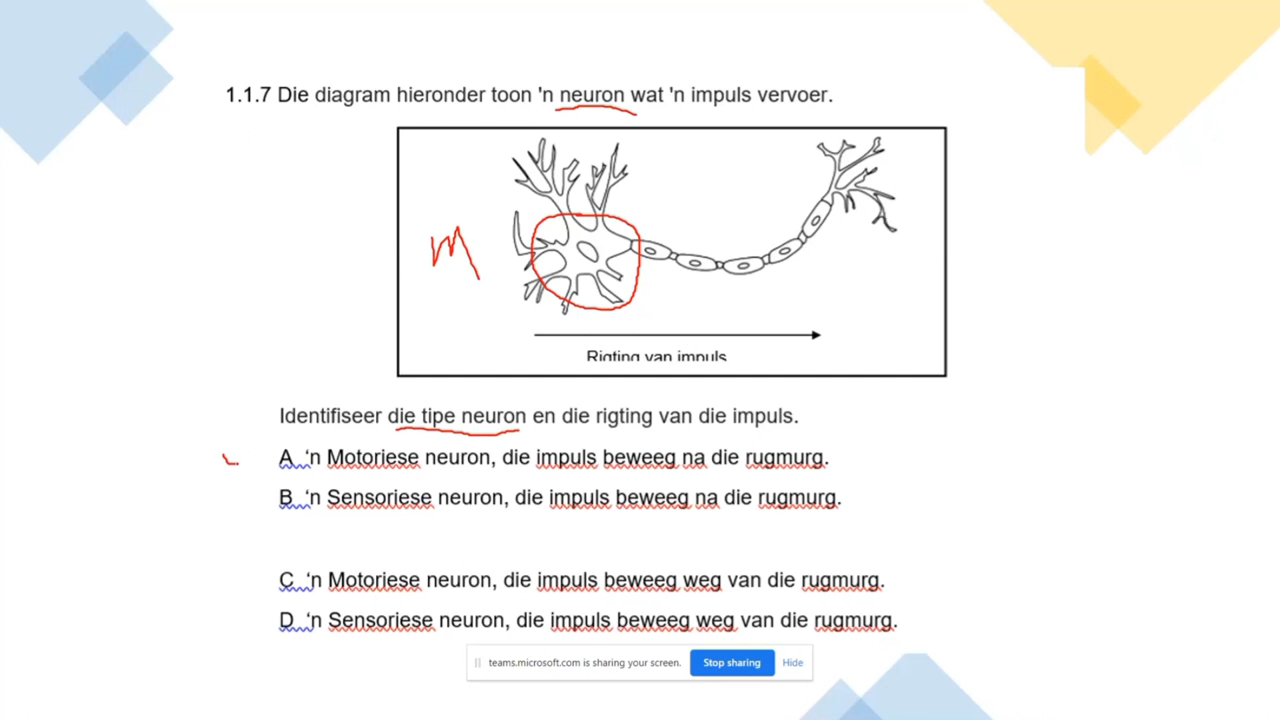 1.1.7 Die diagram hieronder toon 'n neuron wat 'n impuls vervoer.
M
Rigting van impuls
Identifiseer die tipe neuron en die rigting van die impuls.
A 'n Motoriese neuron, die impuls beweeg na die rugmurg.
B 'n Sensoriese neuron, die impuls beweeg na die rugmurg.
C 'n Motoriese neuron, die impuls beweeg weg van die rugmurg.
D 'n Sensoriese neuron, die impuls beweeg weg van die rugmurg.
teams.microsoft.com is sharing your screen. Stop sharing Hide